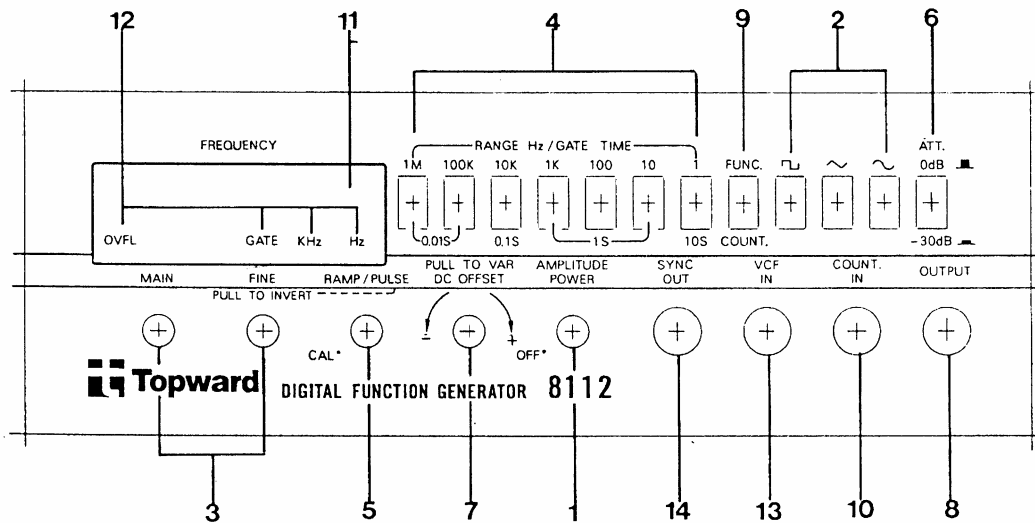 12 11 4 9 2 6
FREQUENCY RANGE Hz/GATE TIME ATT.
1M 100K 10K 1K 100 10 1 FUNC. 0dB
OVFL GATE KHz Hz 0.01S 0.1S 1S 10S COUNT. -30dB
MAIN FINE RAMP/PULSE PULL TO VAR DC OFFSET AMPLITUDE POWER SYNC OUT VCF IN COUNT. IN OUTPUT
PULL TO INVERT
- +
CAL* OFF*
Topward DIGITAL FUNCTION GENERATOR 8112
3 5 7 1 14 13 10 8